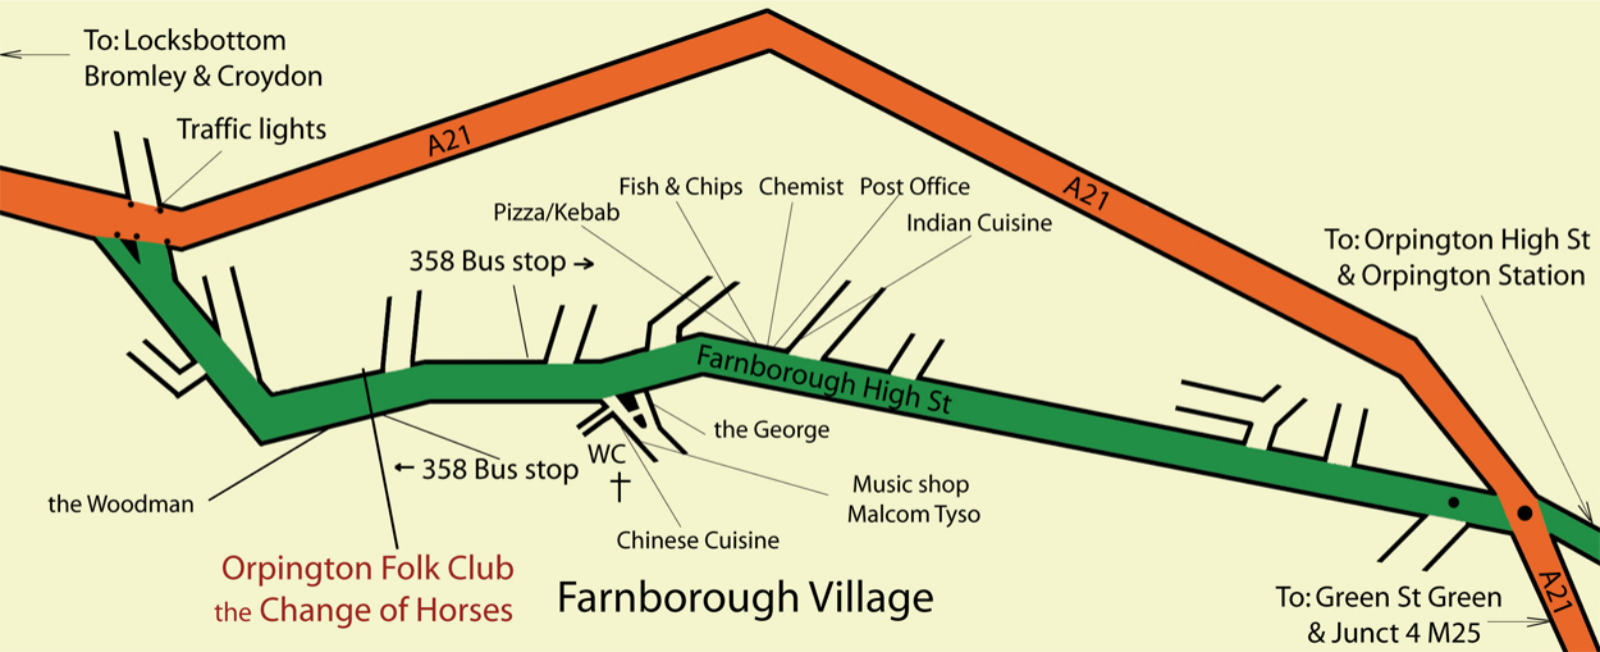 To: Locksbottom
Bromley & Croydon
Traffic lights
A21
A21
Fish & Chips
Chemist
Post Office
Pizza/Kebab
Indian Cuisine
358 Bus stop →
To: Orpington High St
& Orpington Station
Farnborough High St
the George
WC
← 358 Bus stop
the Woodman
Music shop
Malcom Tyso
Chinese Cuisine
Orpington Folk Club
the Change of Horses
Farnborough Village
A21
To: Green St Green
& Junct 4 M25